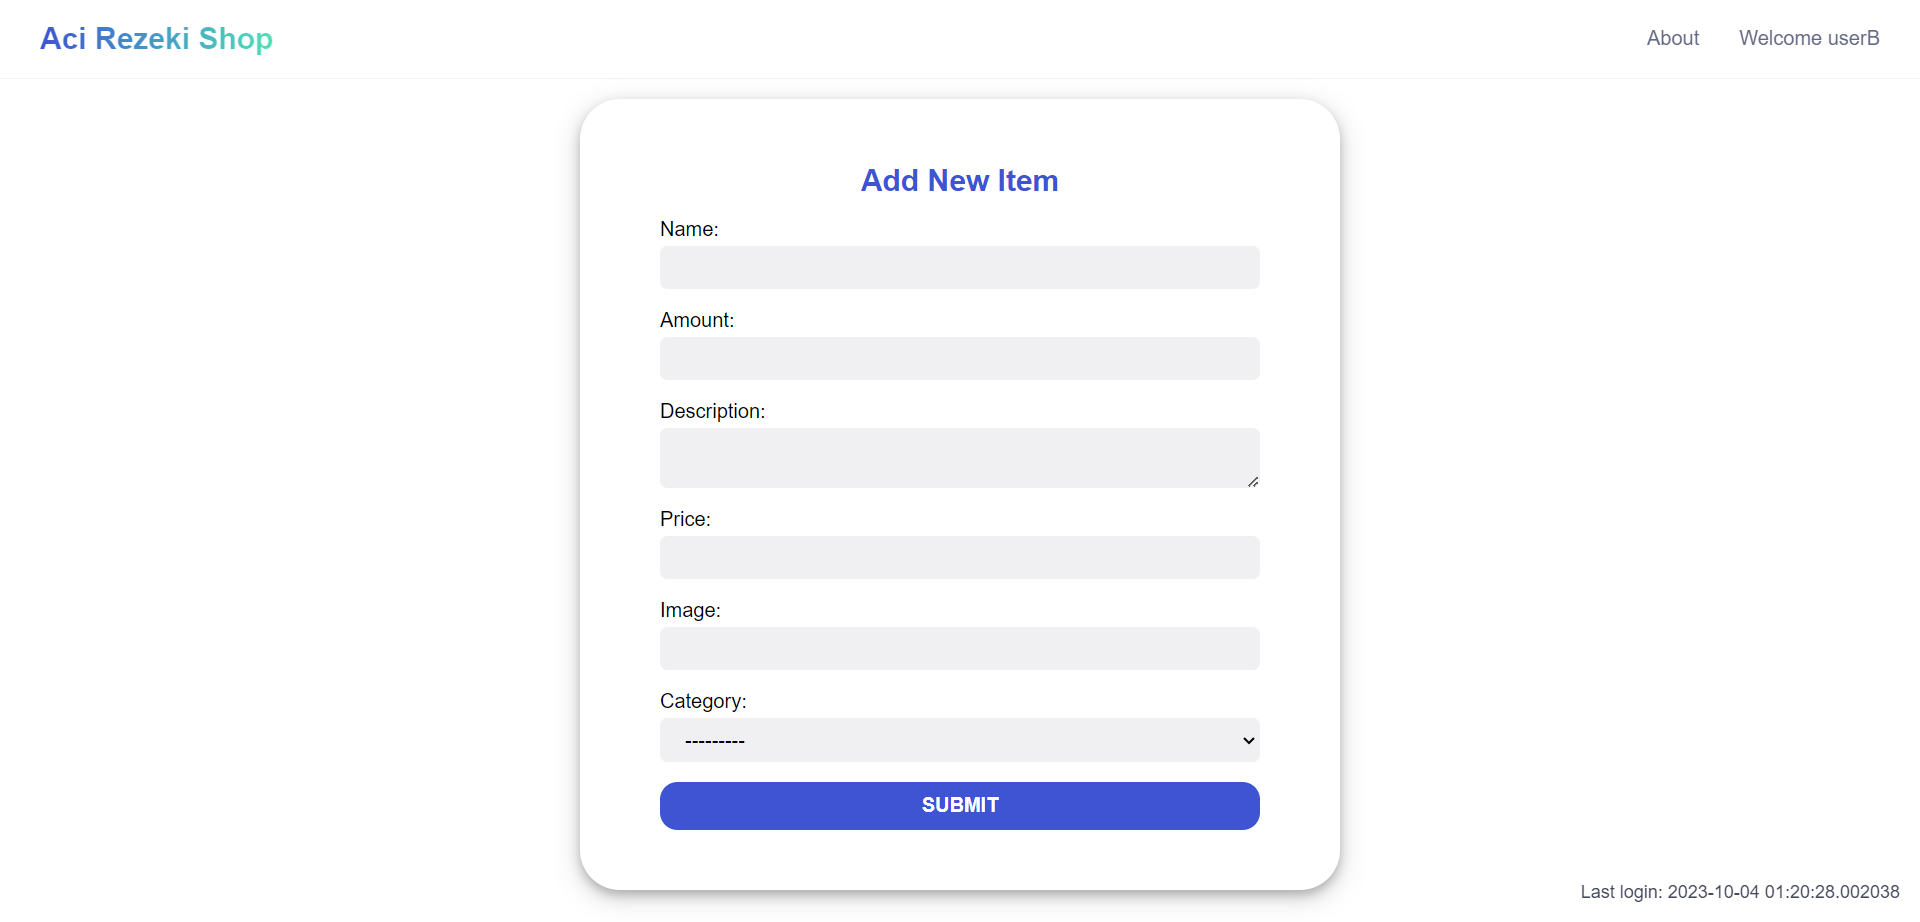 Aci Rezeki Shop
About
Welcome userB
Add New Item
Name:
Amount:
Description:
Price:
Image:
Category:
---------
SUBMIT
Last login: 2023-10-04 01:20:28.002038